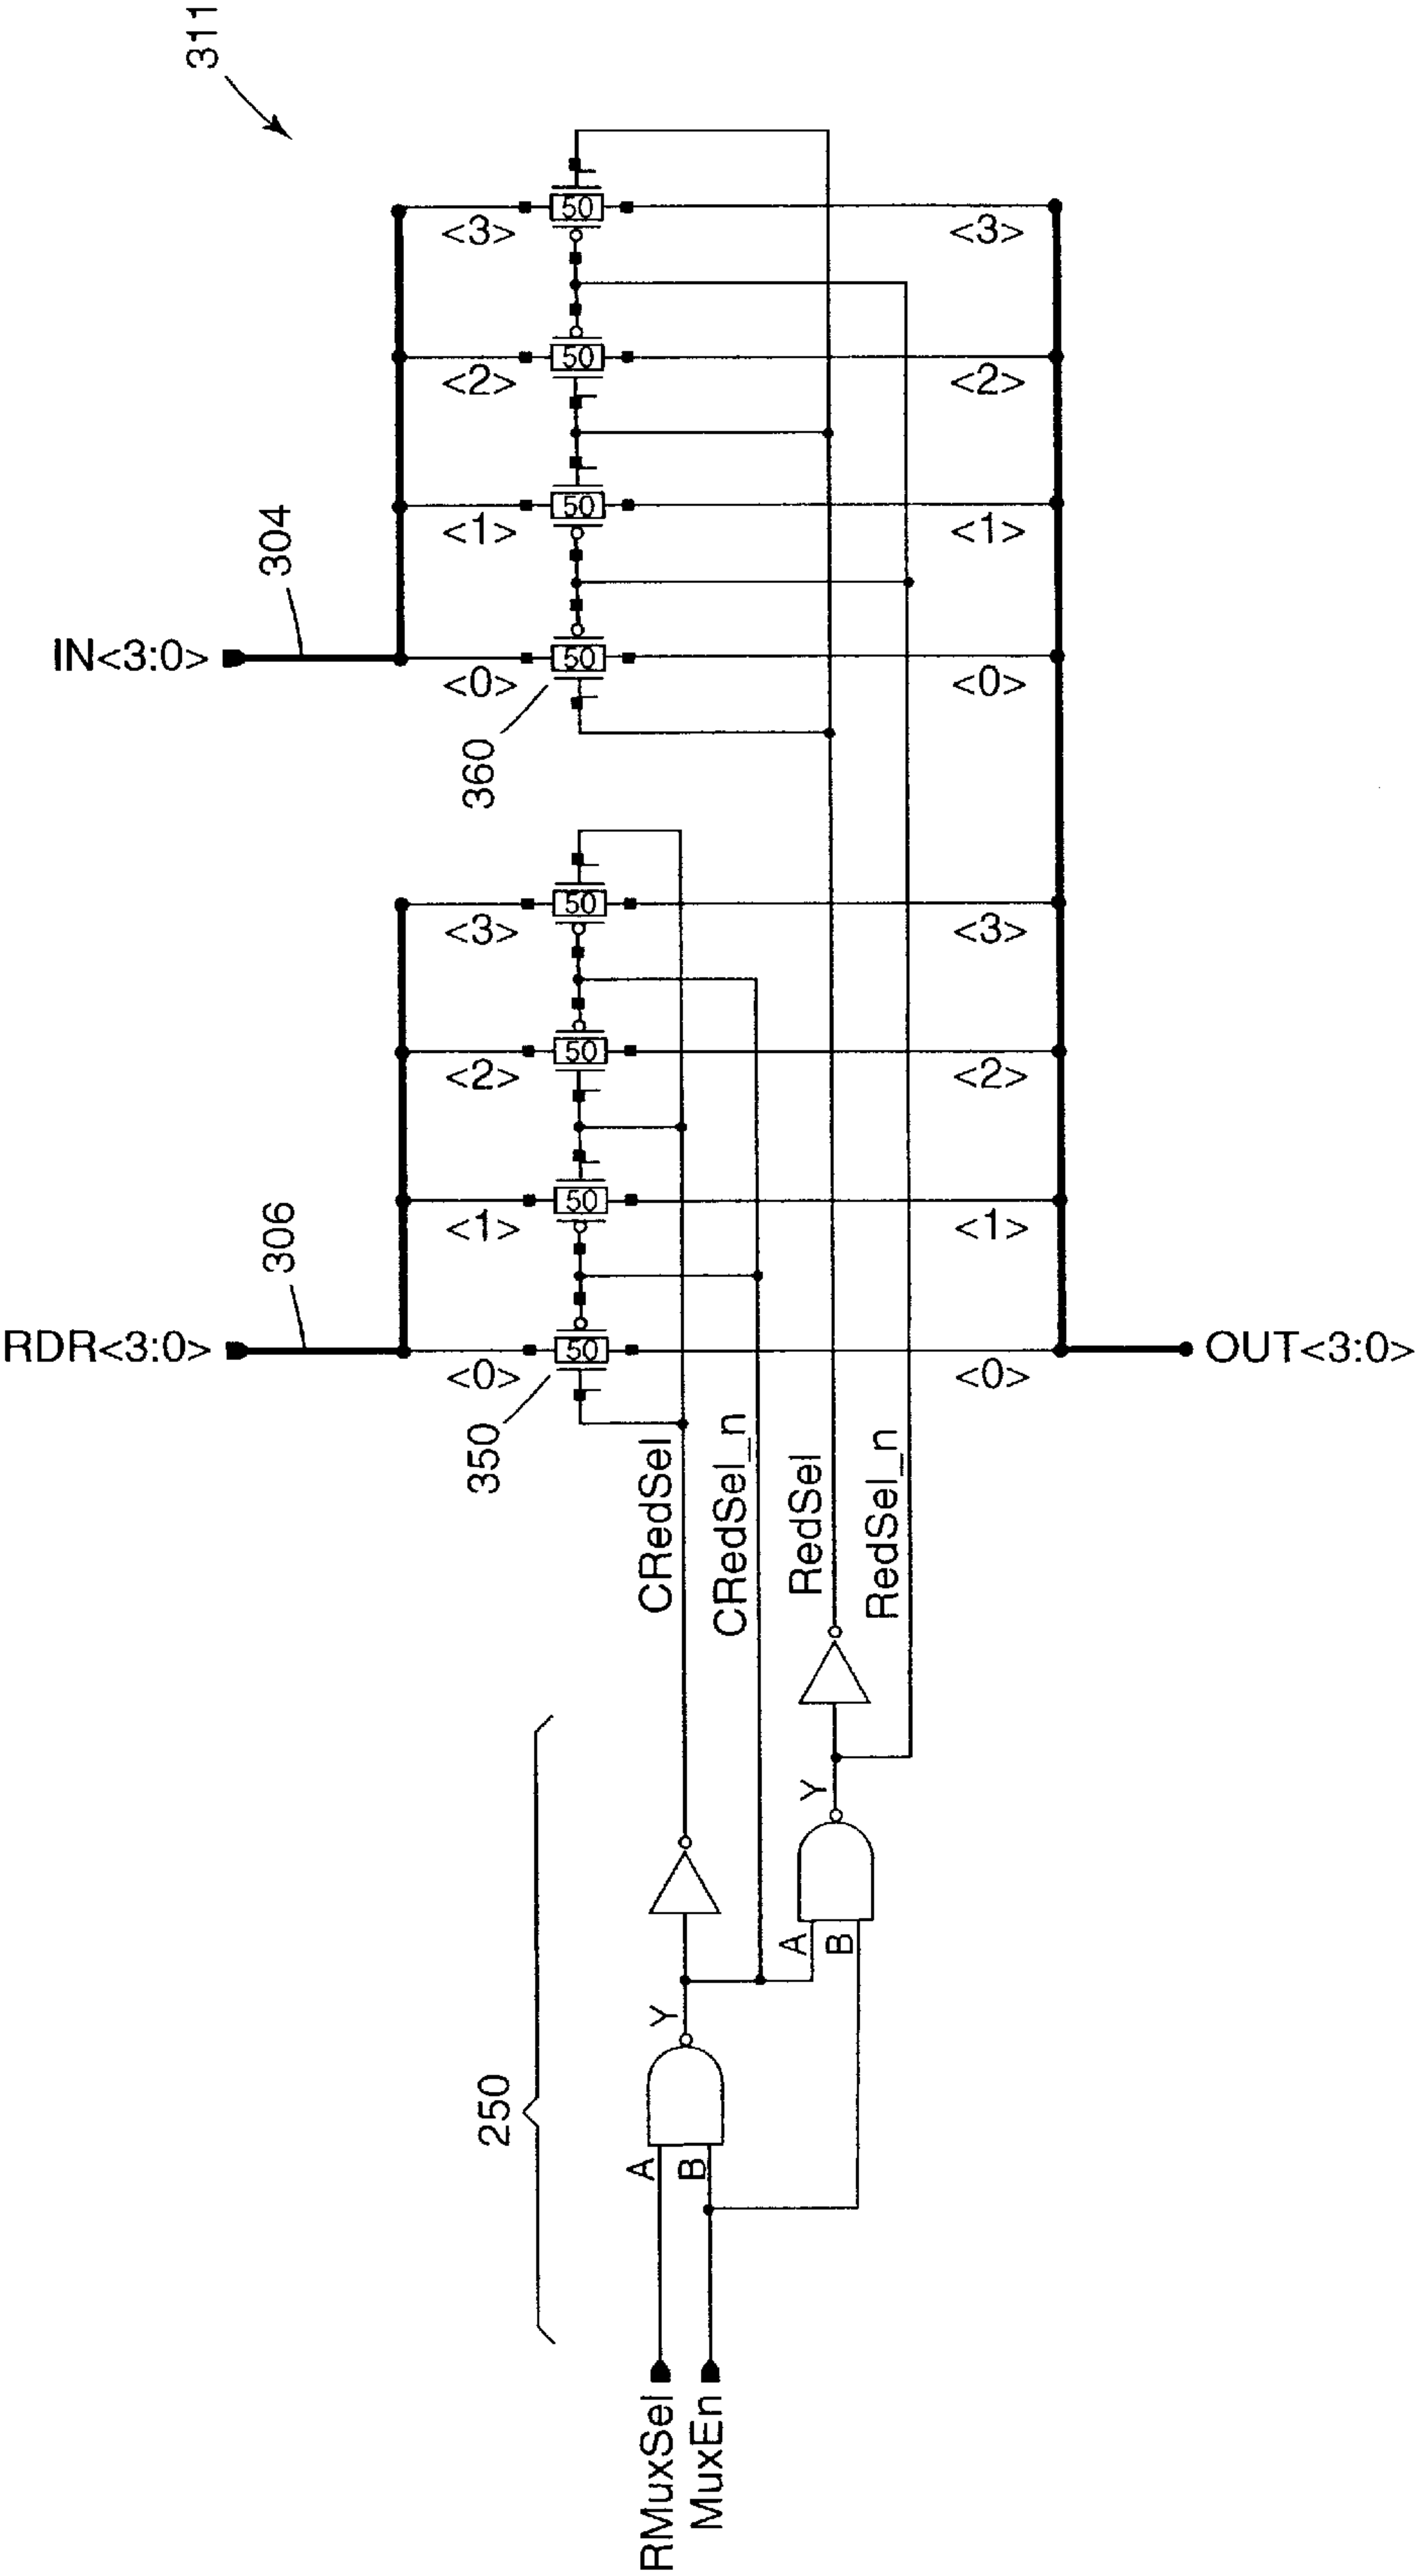 311
IN<3:0>
304
<3>
<2>
<1>
<0>
50
50
50
50
360
<3>
<2>
<1>
<0>
RDR<3:0>
306
<3>
<2>
<1>
<0>
50
50
50
50
350
<3>
<2>
<1>
<0>
OUT<3:0>
CRedSel
CRedSel_n
RedSel
RedSel_n
250
Y
A
B
Y
A
B
RMuxSel
MuxEn